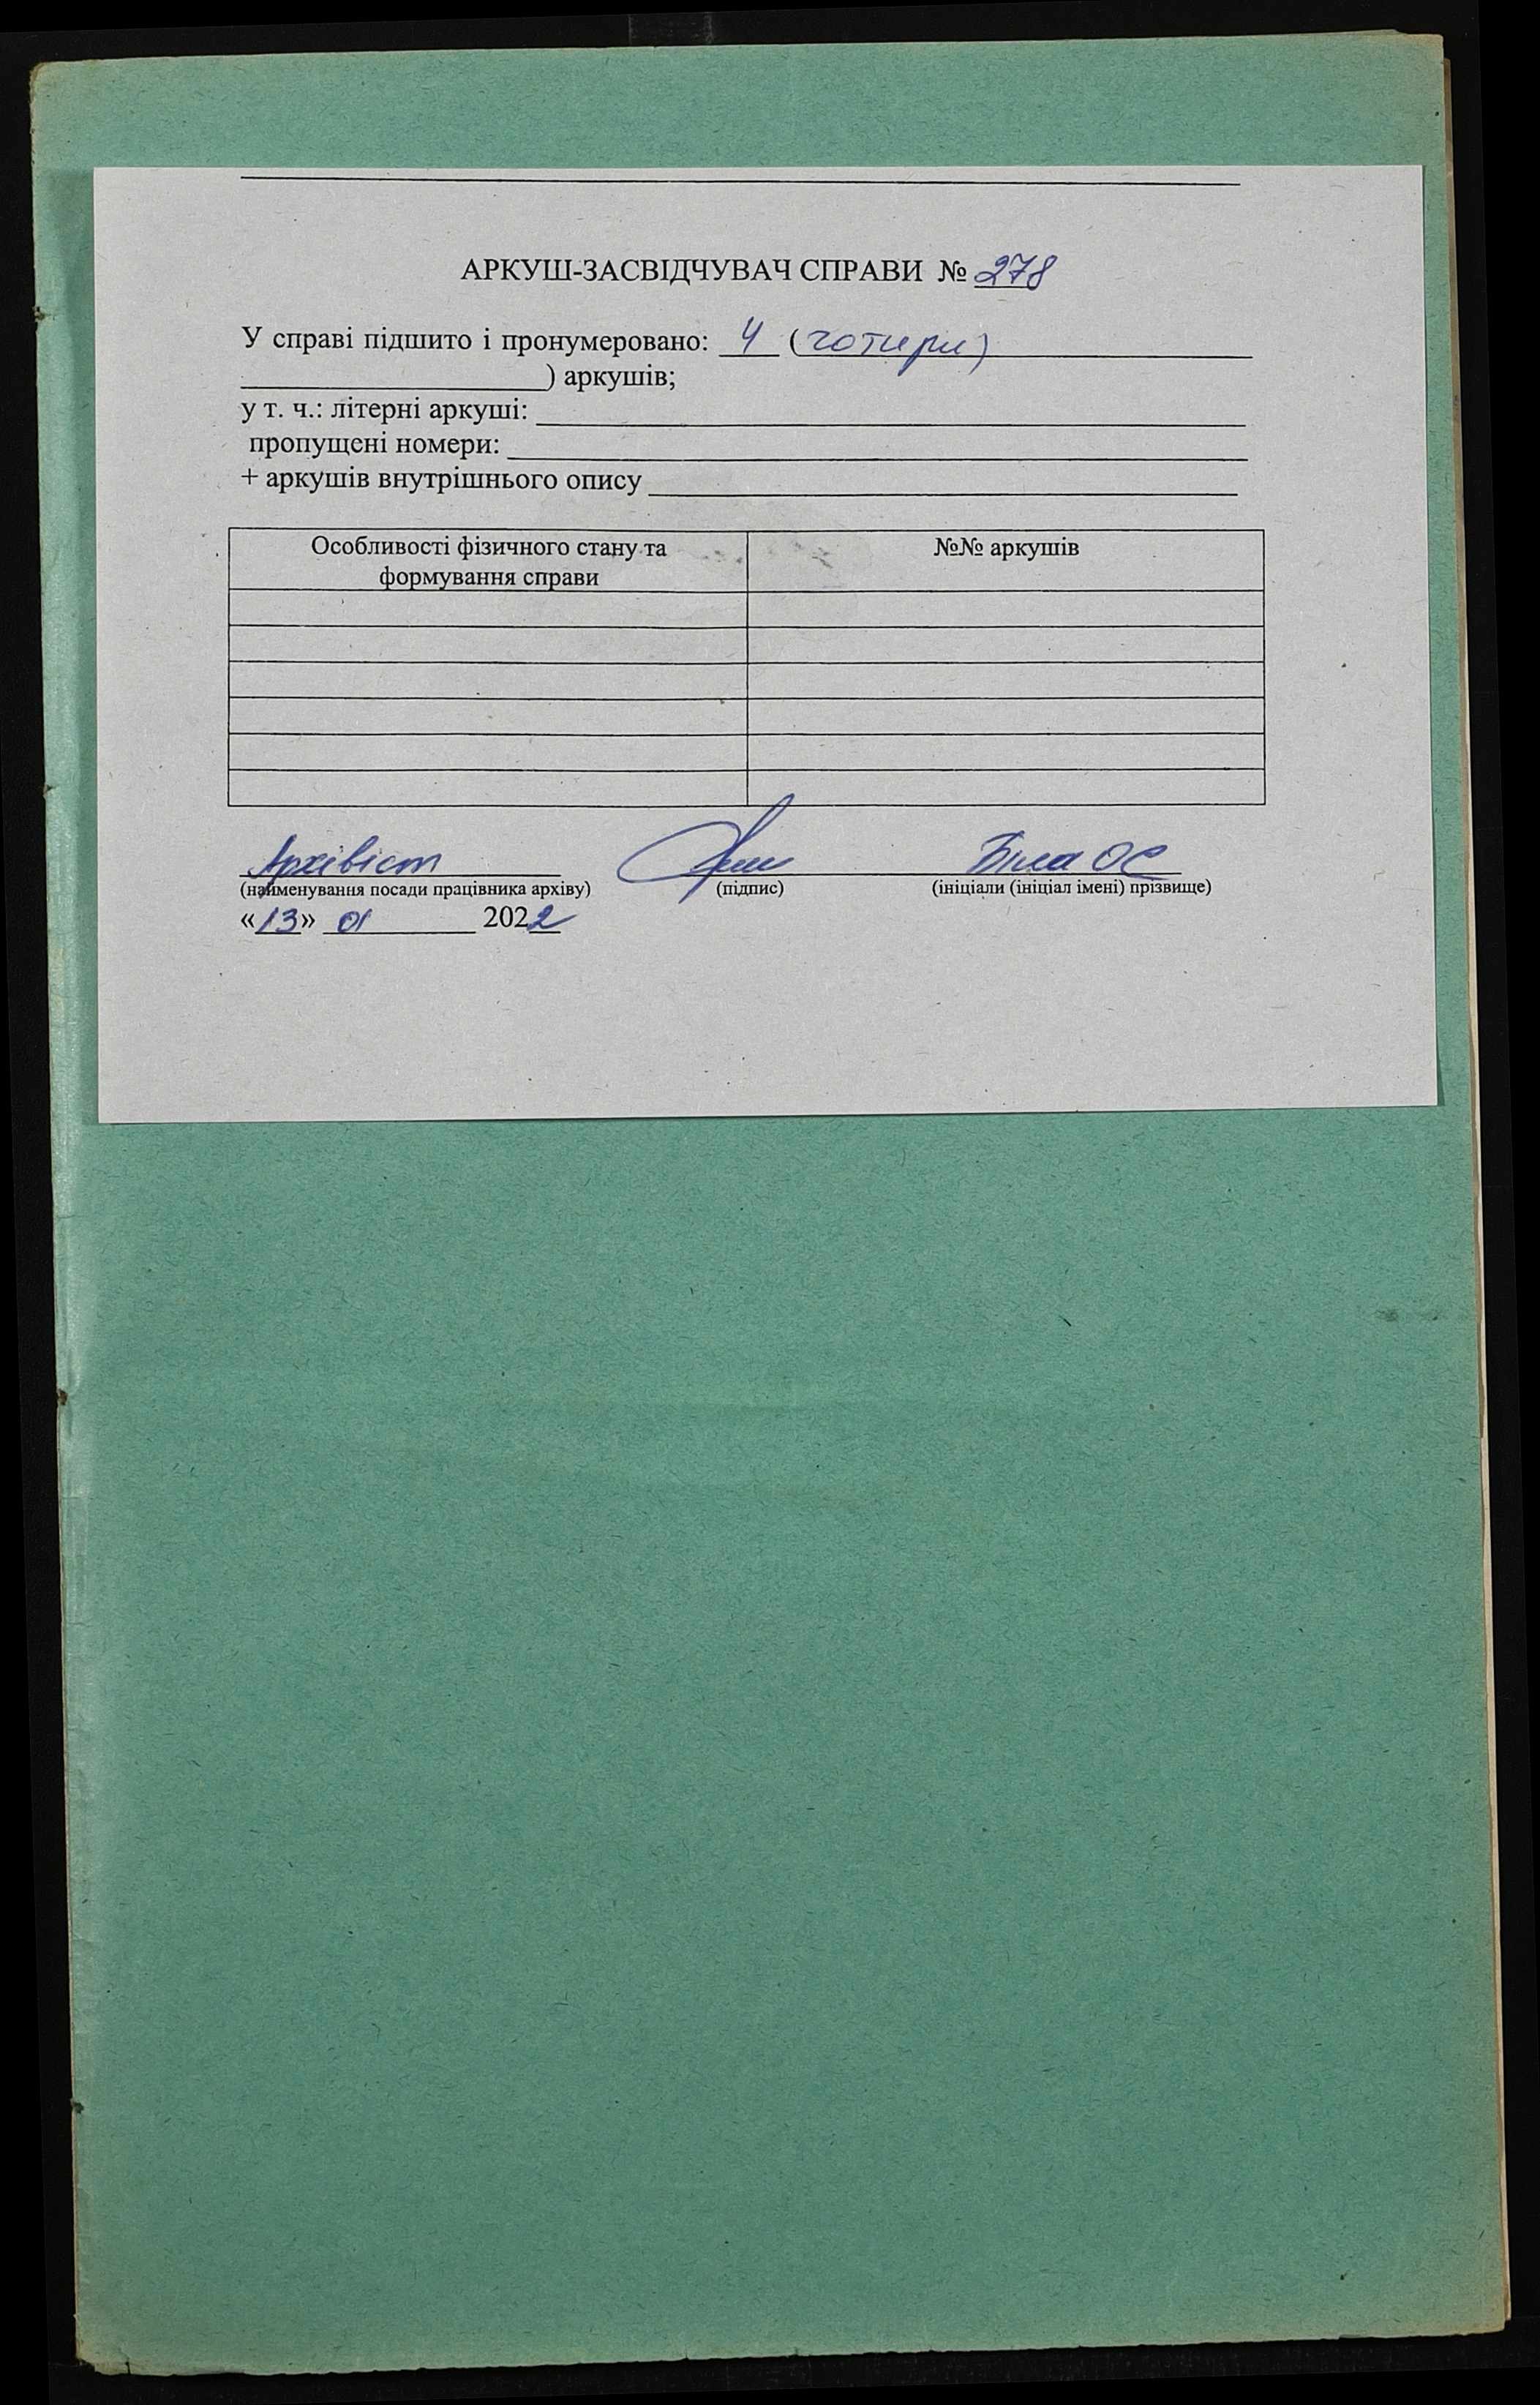 АРКУШ-ЗАСВІДЧУВАЧ СПРАВИ № 278
У справі підшито і пронумеровано: 4 (чотири)
) аркушів;
у т. ч.: літерні аркуші:
пропущені номери:
+ аркушів внутрішнього опису
Особливості фізичного стану та
формування справи
№№ аркушів
Архівіст Біла ОС
(найменування посади працівника архіву) (підпис) (ініціали (ініціал імені) прізвище)
«13» 01 2022